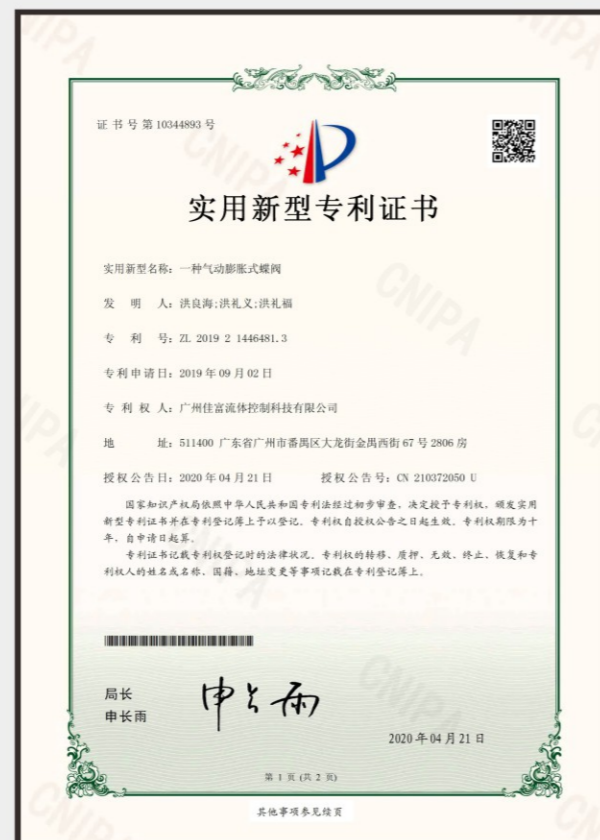 证书号第10344893号
实用新型专利证书
实用新型名称：一种气动膨胀式蝶阀
发 明 人：洪良海;洪礼义;洪礼福
专 利 号：ZL 2019 2 1446481.3
专利申请日：2019年09月02日
专 利 权 人：广州佳富流体控制科技有限公司
地 址：511400 广东省广州市番禺区大龙街金禺西街67号2806房
授权公告日：2020年04月21日 授权公告号：CN 210372050 U
国家知识产权局依照中华人民共和国专利法经过初步审查，决定授予专利权，颁发实用
新型专利证书并在专利登记簿上予以登记，专利权自授权公告之日起生效，专利权期限为十
年，自申请日起算。
专利证书记载专利权登记时的法律状况，专利权的转移、质押、无效、终止、恢复和专
利权人的姓名或名称、国籍、地址变更等事项记载在专利登记簿上。
局长
申长雨
申长雨
2020年04月21日
第 1 页 (共 2 页)
其他事项参见续页
CNIPA
CNIPA
CNIPA
CNIPA
CNIPA
CNIPA